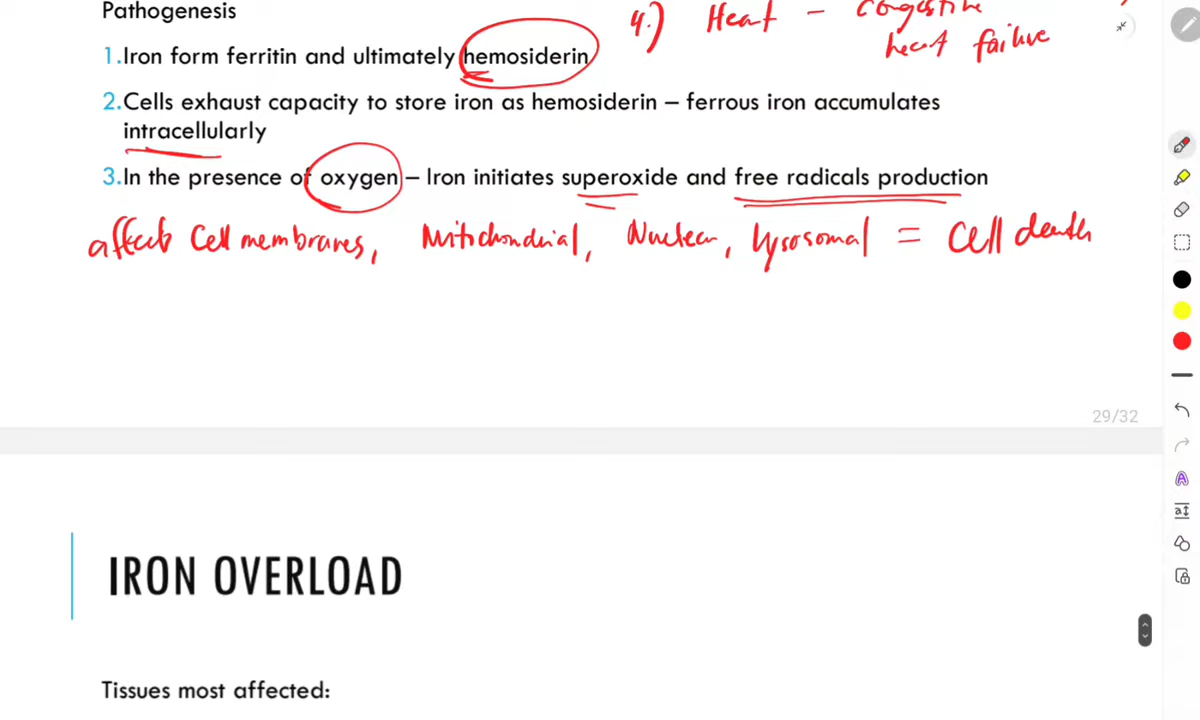 Pathogenesis
4.) Heart - congestive
heart failure
1.Iron form ferritin and ultimately hemosiderin
2.Cells exhaust capacity to store iron as hemosiderin – ferrous iron accumulates
intracellularly
3.In the presence of oxygen – Iron initiates superoxide and free radicals production
affect Cell membranes, Mitochondrial, Nuclear, Lysosomal = Cell death
29/32
IRON OVERLOAD
Tissues most affected: